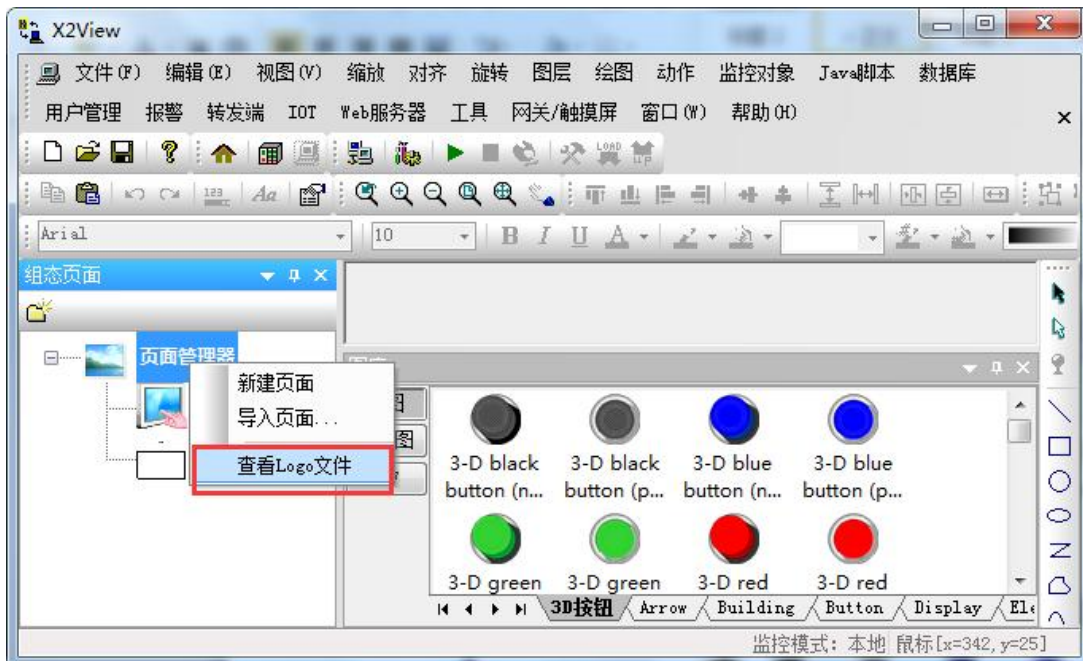 X2View
文件(F) 编辑(E) 视图(V) 缩放 对齐 旋转 图层 绘图 动作 监控对象 Java脚本 数据库
用户管理 报警 转发端 IOT Web服务器 工具 网关/触摸屏 窗口(W) 帮助(H)
LOAD
UP
123
Aa
Arial 10 B I U A
组态页面
页面管理器
新建页面
导入页面...
查看Logo文件
图
3-D black button (n...
3-D black button (p...
3-D blue button (n...
3-D blue button (p...
3-D green
3-D green
3-D red
3-D red
3D按钮 Arrow Building Button Display Ele
监控模式: 本地 鼠标[x=342, y=25]